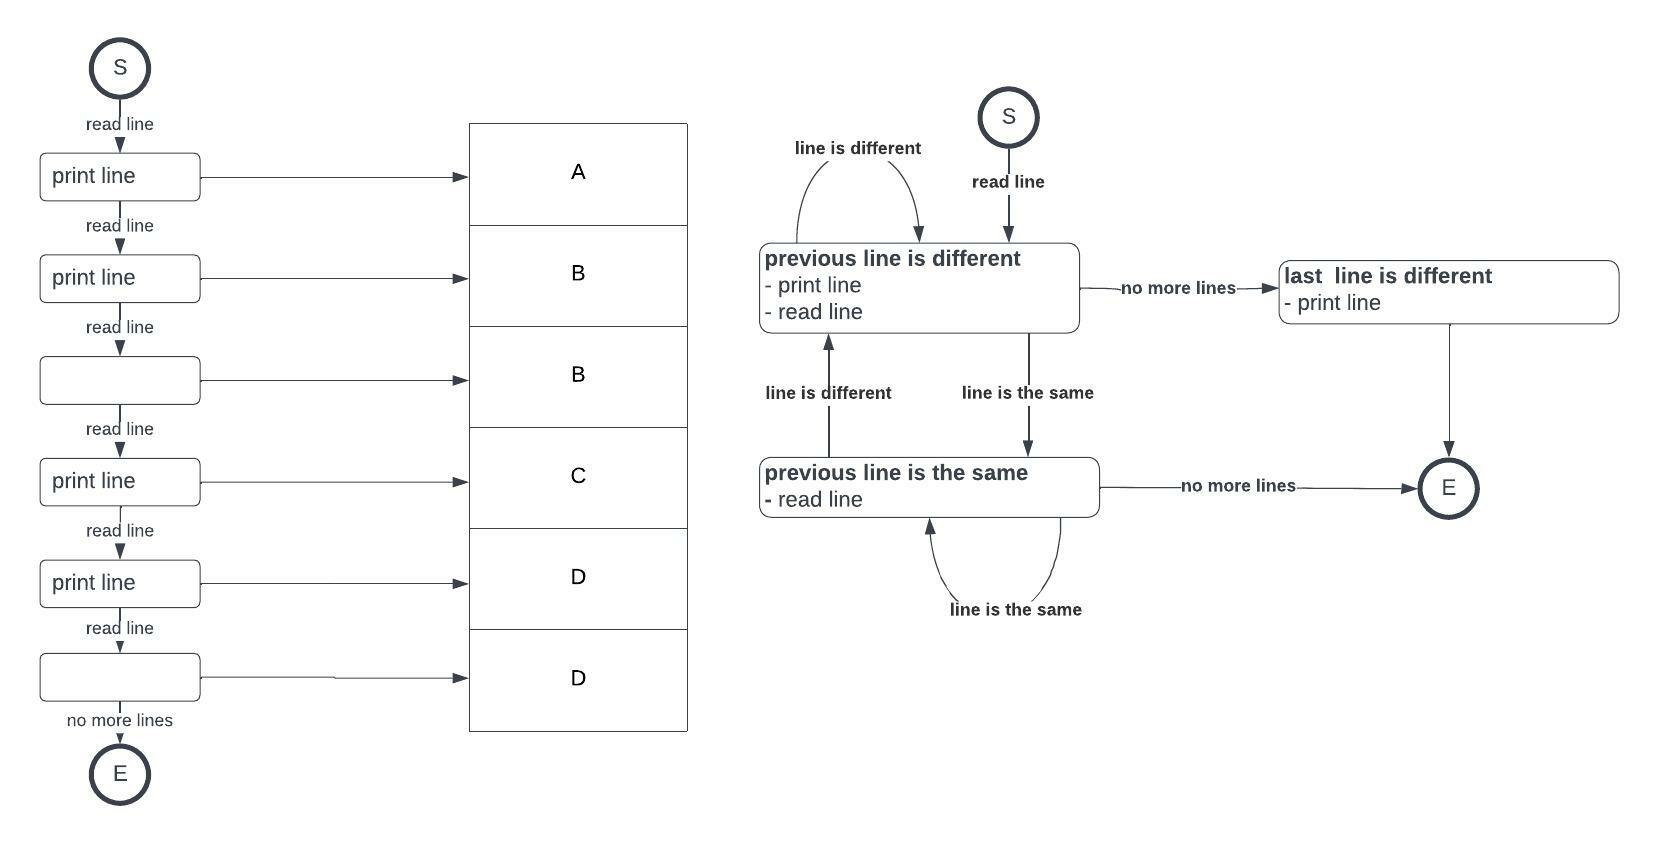 S
read line
print line
read line
print line
read line
read line
print line
read line
print line
read line
no more lines
E
A
B
B
C
D
D
S
read line
line is different
previous line is different
- print line
- read line
no more lines
last  line is different
- print line
line is different
line is the same
previous line is the same
- read line
no more lines
E
line is the same